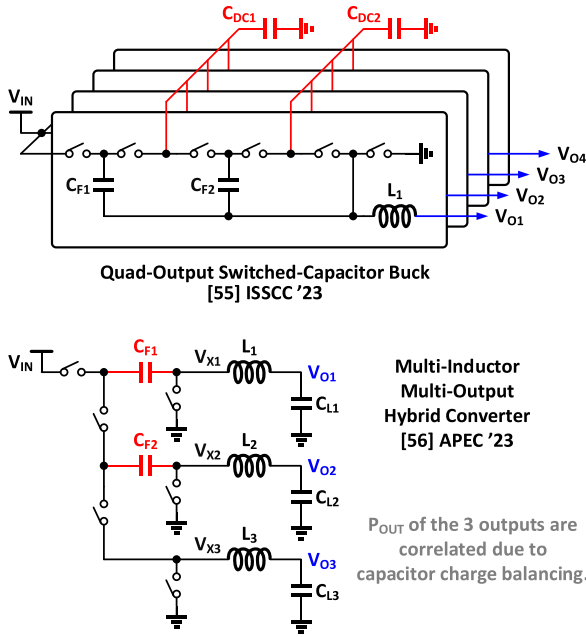 C_DC1 C_DC2
V_IN
V_O4
V_O3
C_F1 C_F2 L_1 V_O2
V_O1
Quad-Output Switched-Capacitor Buck
[55] ISSCC ’23
V_IN C_F1 V_X1 L_1 V_O1
C_L1
C_F2 V_X2 L_2 V_O2
C_L2
V_X3 L_3 V_O3
C_L3
Multi-Inductor
Multi-Output
Hybrid Converter
[56] APEC ’23
P_OUT of the 3 outputs are
correlated due to
capacitor charge balancing.